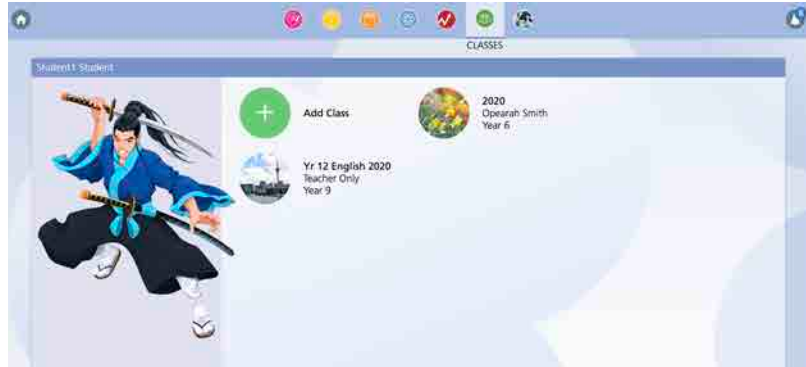 CLASSES
Student1 Student
Add Class
2020
Opearah Smith
Year 6
Yr 12 English 2020
Teacher Only
Year 9